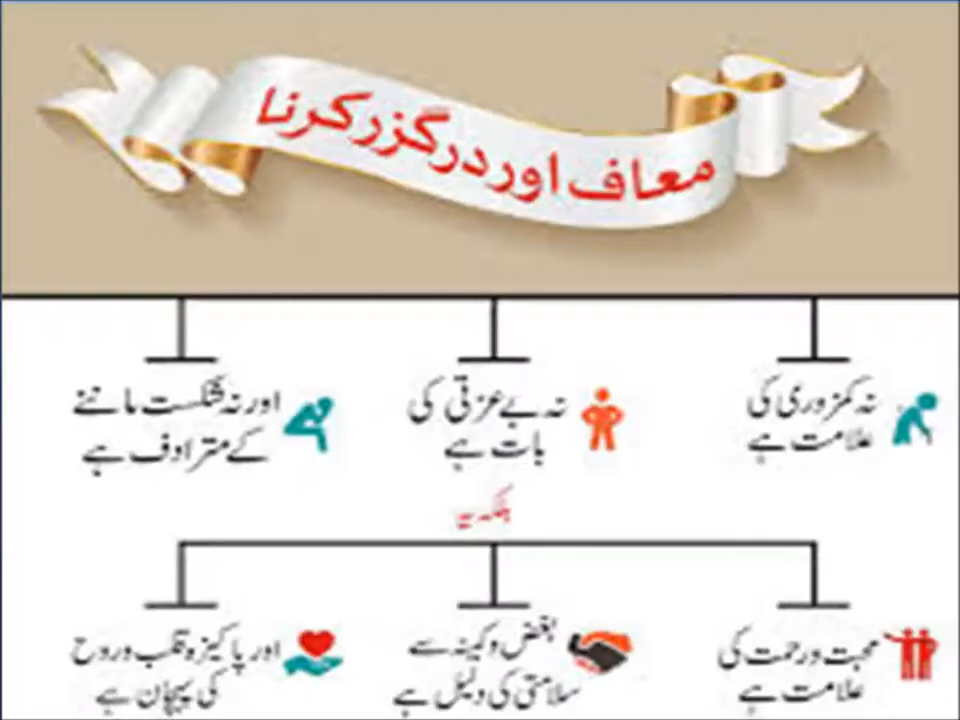 معاف اور درگزر کرنا
نہ کمزوری کی
علامت ہے
نہ بے عزتی کی
بات ہے
اور نہ شکست ماننے
کے مترادف ہے
بلکہ یہ
محبت و رحمت کی
علامت ہے
بغض و کینہ سے
سلامتی کی دلیل ہے
اور پاکیزہ قلب و روح
کی پہچان ہے